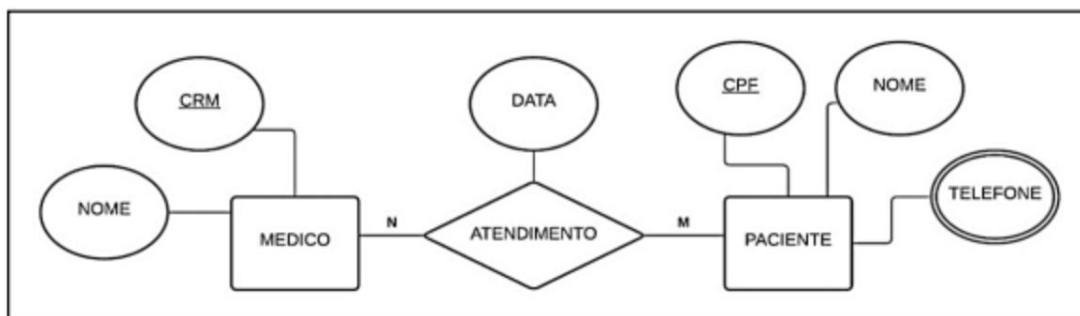 CRM
DATA
CPF
NOME
NOME
TELEFONE
MEDICO
N
ATENDIMENTO
M
PACIENTE